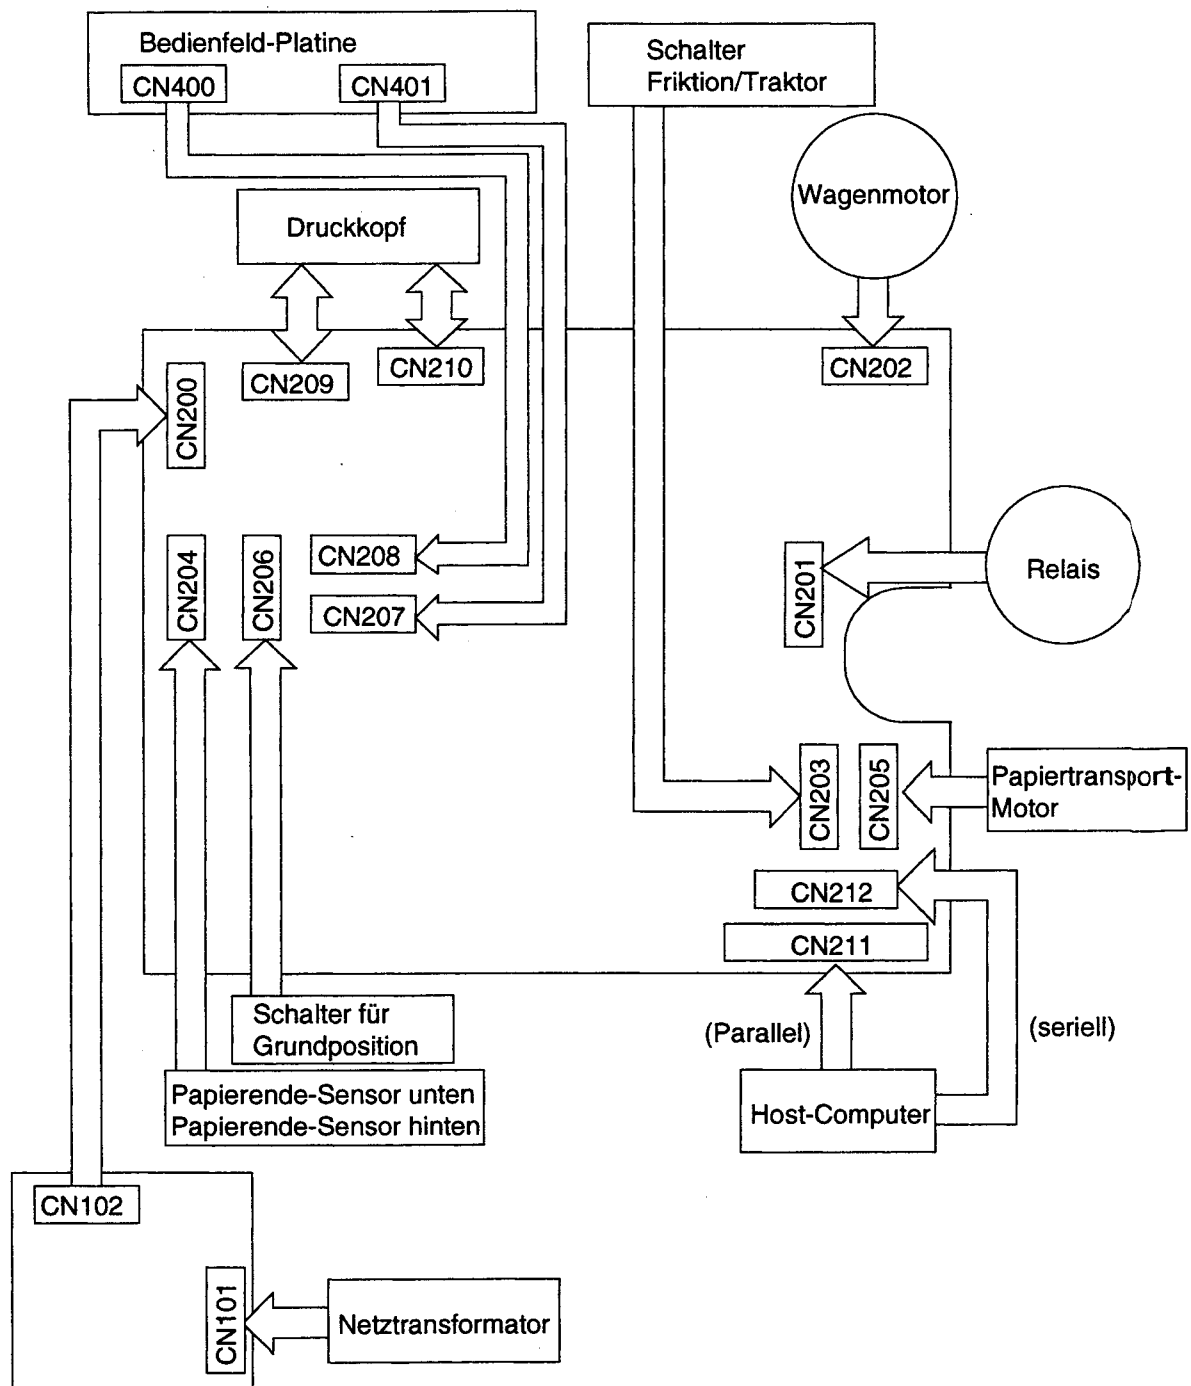 Bedienfeld-Platine
CN400
CN401
Schalter
Friktion/Traktor
Wagenmotor
Druckkopf
CN200
CN209
CN210
CN202
CN204
CN206
CN208
CN207
CN201
Relais
CN203
CN205
Papiertransport-
Motor
CN212
CN211
Schalter für
Grundposition
(Parallel)
(seriell)
Papierende-Sensor unten
Papierende-Sensor hinten
Host-Computer
CN102
CN101
Netztransformator